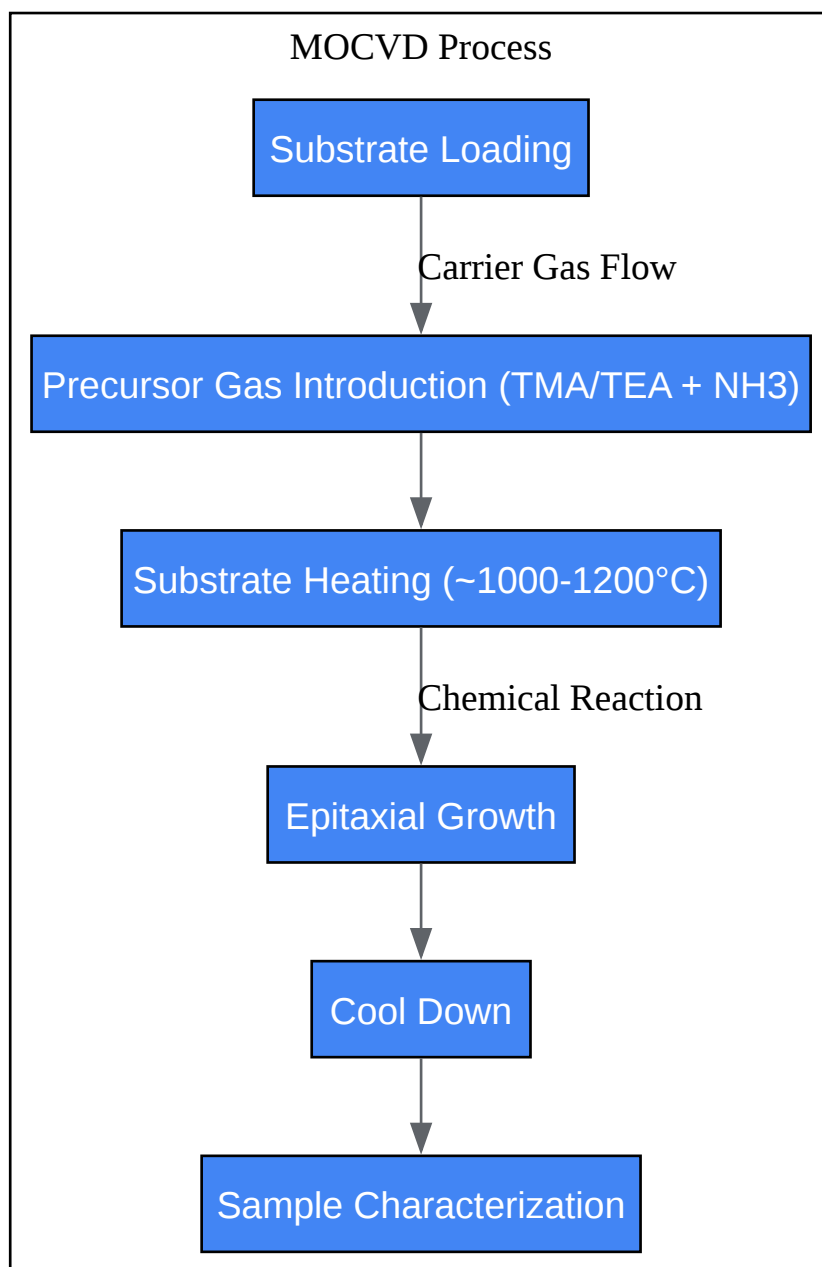 MOCVD Process
Substrate Loading
Carrier Gas Flow
Precursor Gas Introduction (TMA/TEA + NH3)
Substrate Heating (~1000-1200°C)
Chemical Reaction
Epitaxial Growth
Cool Down
Sample Characterization